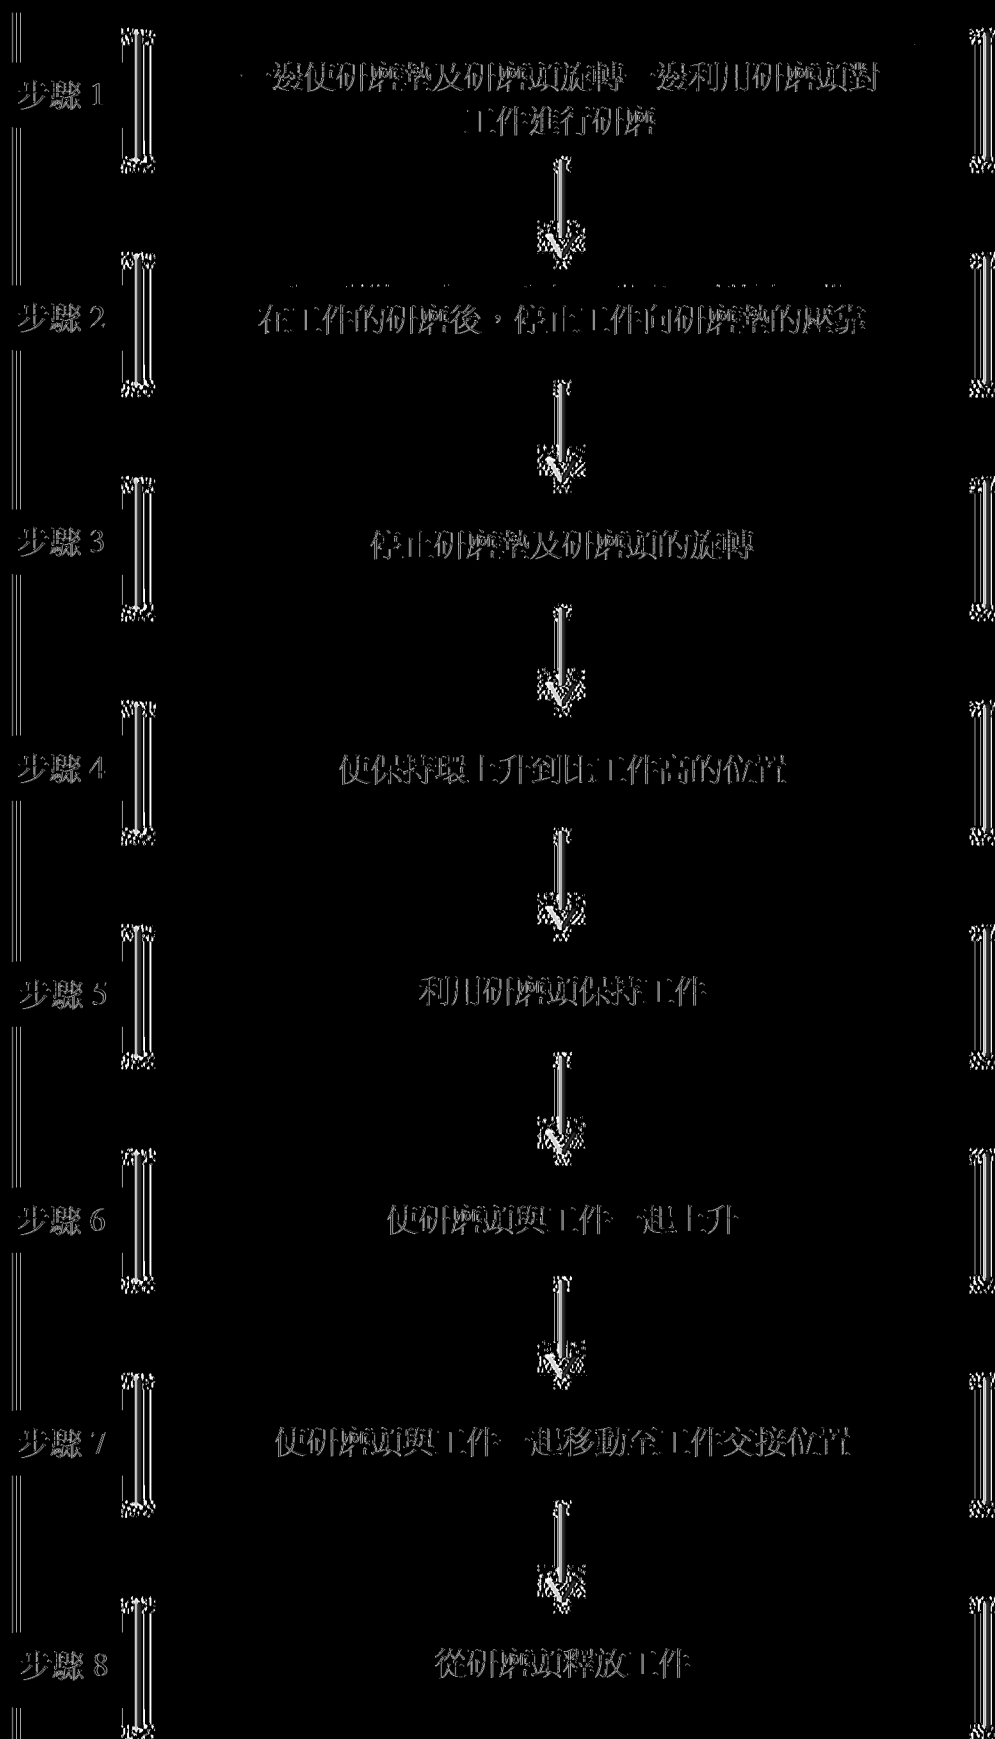 步驟 1
一邊使研磨墊及研磨頭旋轉一邊利用研磨頭對
工件進行研磨
步驟 2
在工件的研磨後，停止工件向研磨墊的壓靠
步驟 3
停止研磨墊及研磨頭的旋轉
步驟 4
使保持環上升到比工件高的位置
步驟 5
利用研磨頭保持工件
步驟 6
使研磨頭與工件一起上升
步驟 7
使研磨頭與工件一起移動至工件交接位置
步驟 8
從研磨頭釋放工件